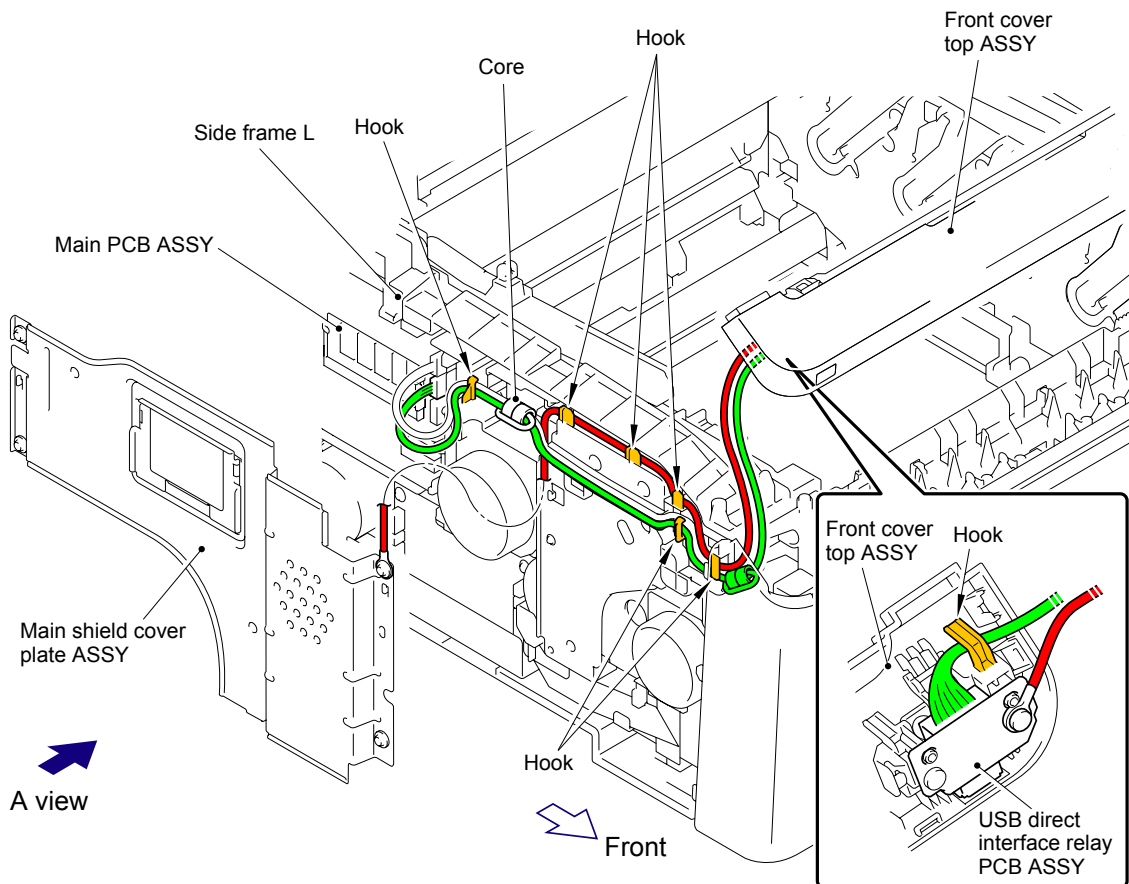 Front cover
top ASSY
Hook
Core
Hook
Side frame L
Main PCB ASSY
Front cover
top ASSY
Hook
Main shield cover
plate ASSY
Hook
A view
Front
USB direct
interface relay
PCB ASSY